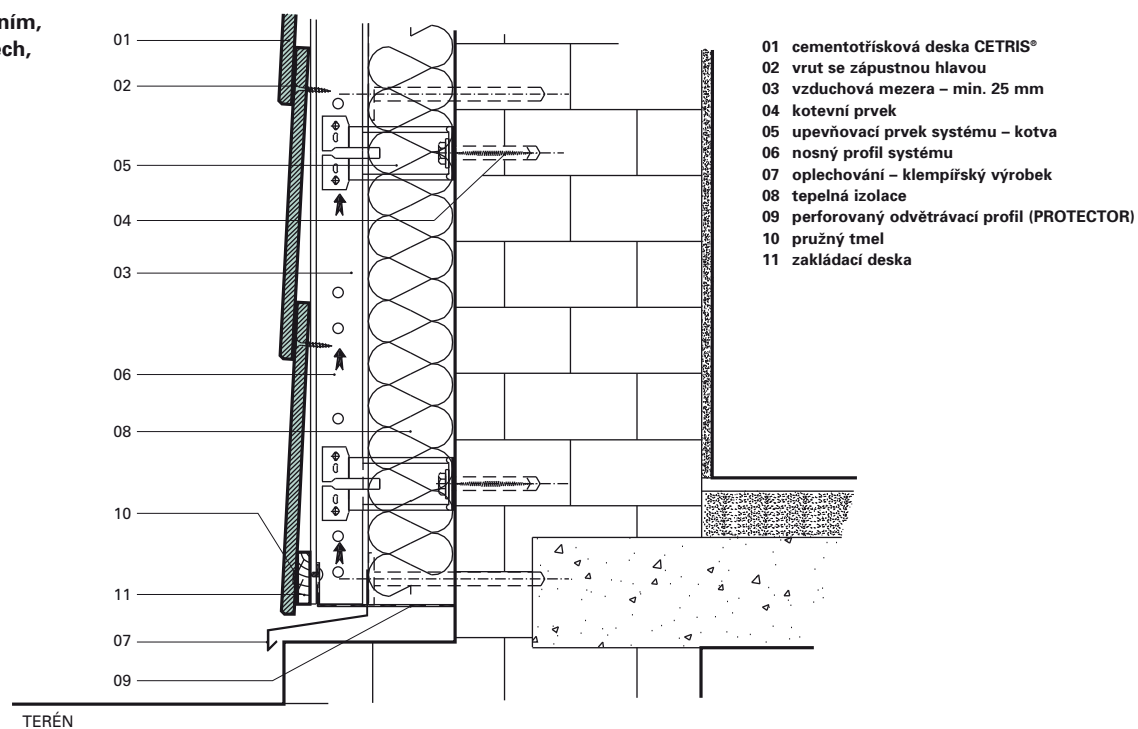 ním,
ech,
01
02
05
04
03
06
08
10
11
07
09
TERÉN
01 cementotřísková deska CETRIS®
02 vrut se zápustnou hlavou
03 vzduchová mezera – min. 25 mm
04 kotevní prvek
05 upevňovací prvek systému – kotva
06 nosný profil systému
07 oplechování – klempířský výrobek
08 tepelná izolace
09 perforovaný odvětrávací profil (PROTECTOR)
10 pružný tmel
11 zakládací deska